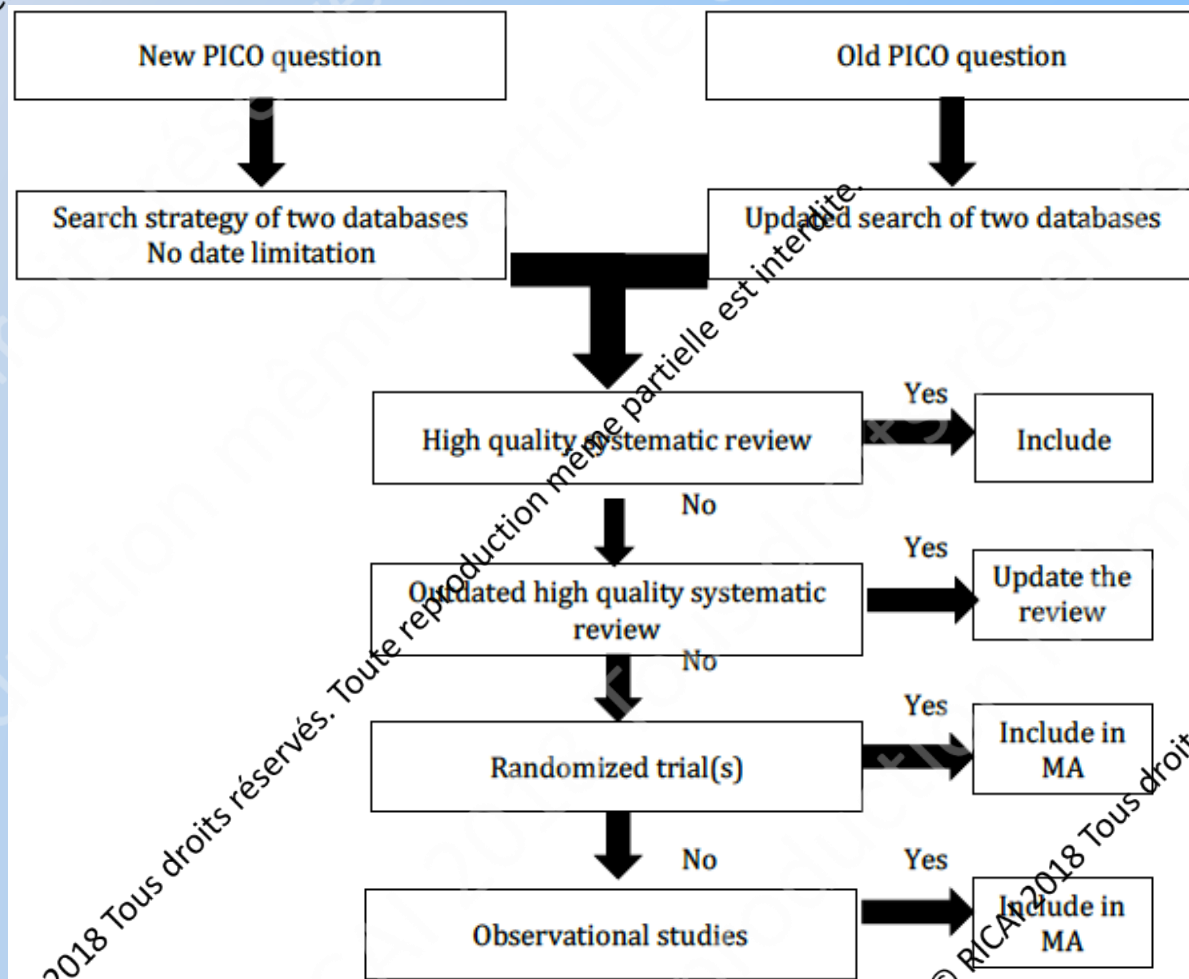 New PICO question
Old PICO question
Search strategy of two databases
No date limitation
Updated search of two databases
High quality systematic review
Yes
Include
No
Outdated high quality systematic
review
Yes
Update the
review
No
Randomized trial(s)
Yes
Include in
MA
No
Observational studies
Yes
Include in
MA
2018 Tous droits réservés. Toute reproduction même partielle est interdite.
© RICAI 2018 Tous droit